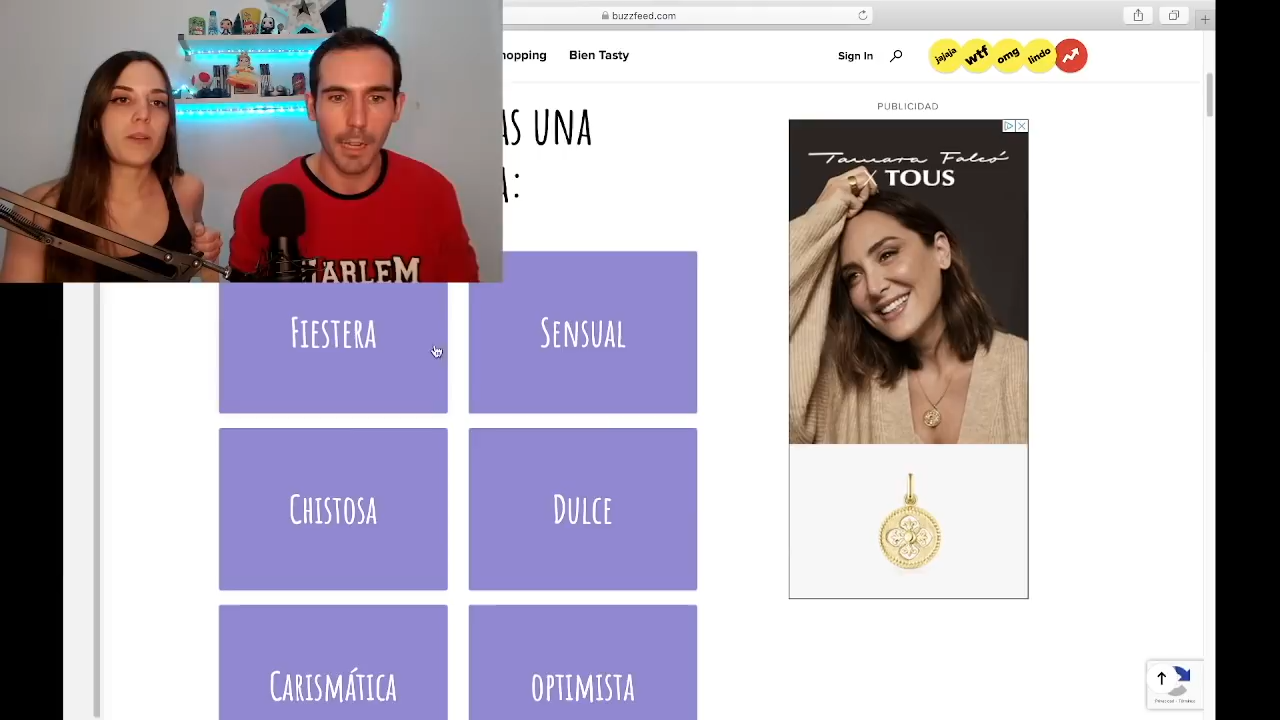 buzzfeed.com
hopping Bien Tasty Sign In
jajaja wtf omg lindo
AS UNA
A:
PUBLICIDAD
Tamara Falcó
X TOUS
HARLEM
Fiestera
Sensual
Chistosa
Dulce
Carismática
optimista